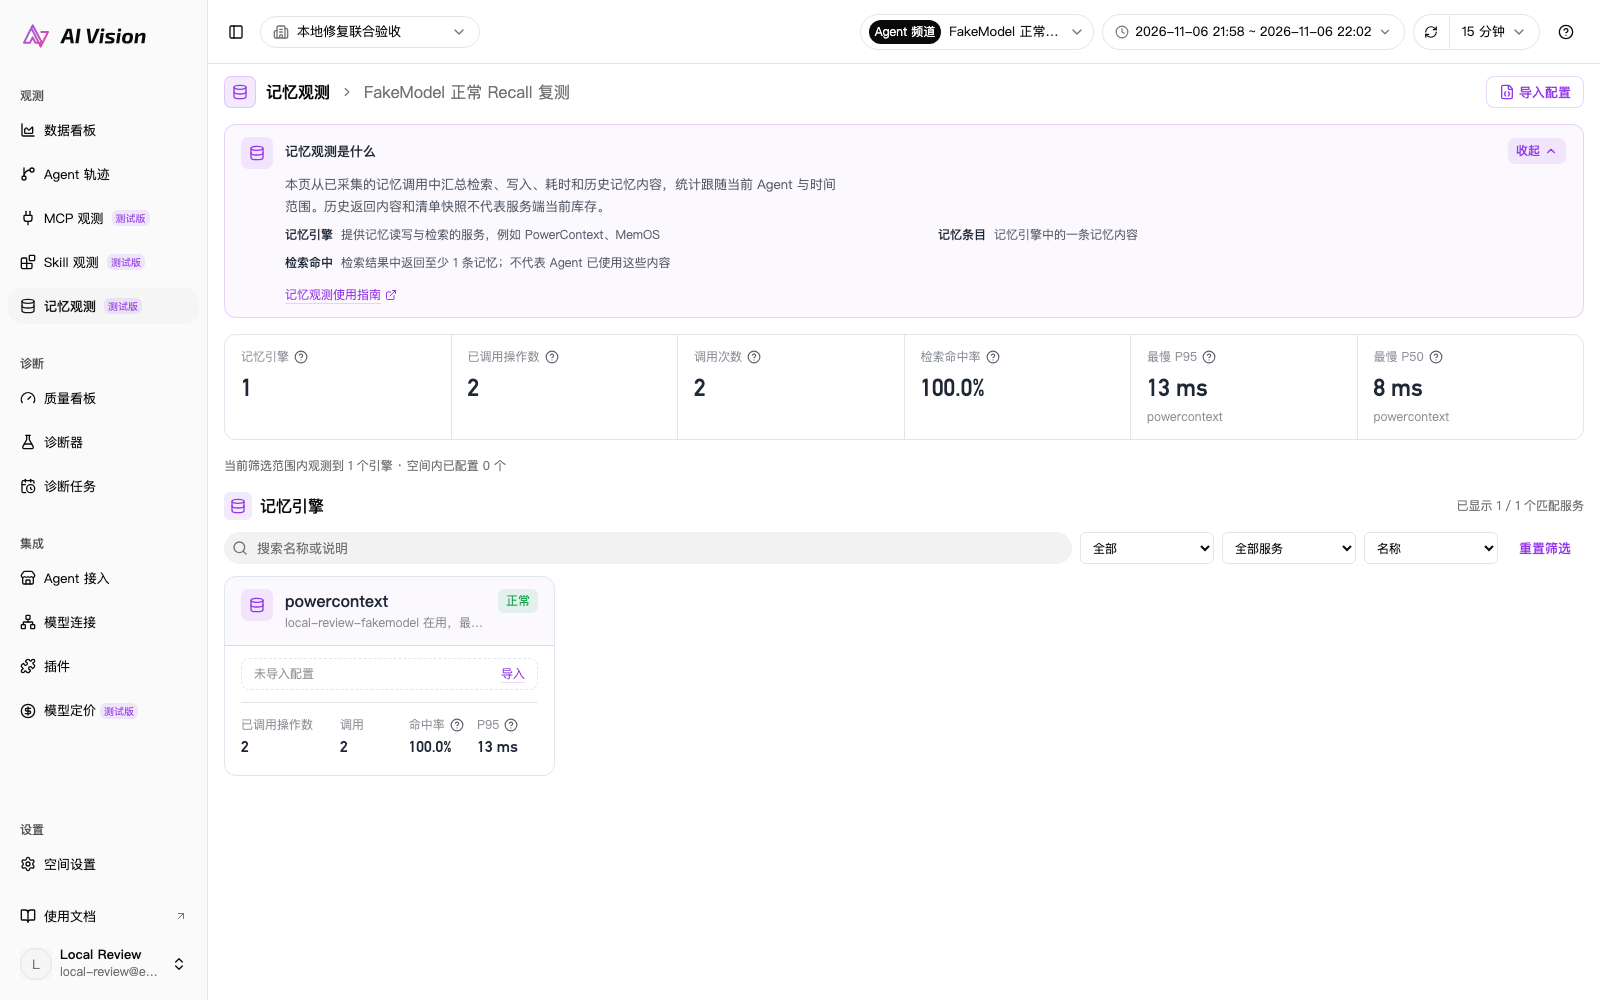 AI Vision
观测
数据看板
Agent 轨迹
MCP 观测 测试版
Skill 观测 测试版
记忆观测 测试版
诊断
质量看板
诊断器
诊断任务
集成
Agent 接入
模型连接
插件
模型定价 测试版
设置
空间设置
使用文档
L
Local Review
local-review@e...
本地修复联合验收
Agent 频道 FakeModel 正常...
2026-11-06 21:58 ~ 2026-11-06 22:02
15 分钟
记忆观测 > FakeModel 正常 Recall 复测
导入配置
记忆观测是什么
收起
本页从已采集的记忆调用中汇总检索、写入、耗时和历史记忆内容，统计跟随当前 Agent 与时间
范围。历史返回内容和清单快照不代表服务端当前库存。
记忆引擎 提供记忆读写与检索的服务，例如 PowerContext、MemOS
记忆条目 记忆引擎中的一条记忆内容
检索命中 检索结果中返回至少 1 条记忆；不代表 Agent 已使用这些内容
记忆观测使用指南
记忆引擎
1
已调用操作数
2
调用次数
2
检索命中率
100.0%
最慢 P95
13 ms
powercontext
最慢 P50
8 ms
powercontext
当前筛选范围内观测到 1 个引擎 · 空间内已配置 0 个
记忆引擎
已显示 1 / 1 个匹配服务
搜索名称或说明
全部
全部服务
名称
重置筛选
powercontext
正常
local-review-fakemodel 在用，最...
未导入配置
导入
已调用操作数
2
调用
2
命中率
100.0%
P95
13 ms